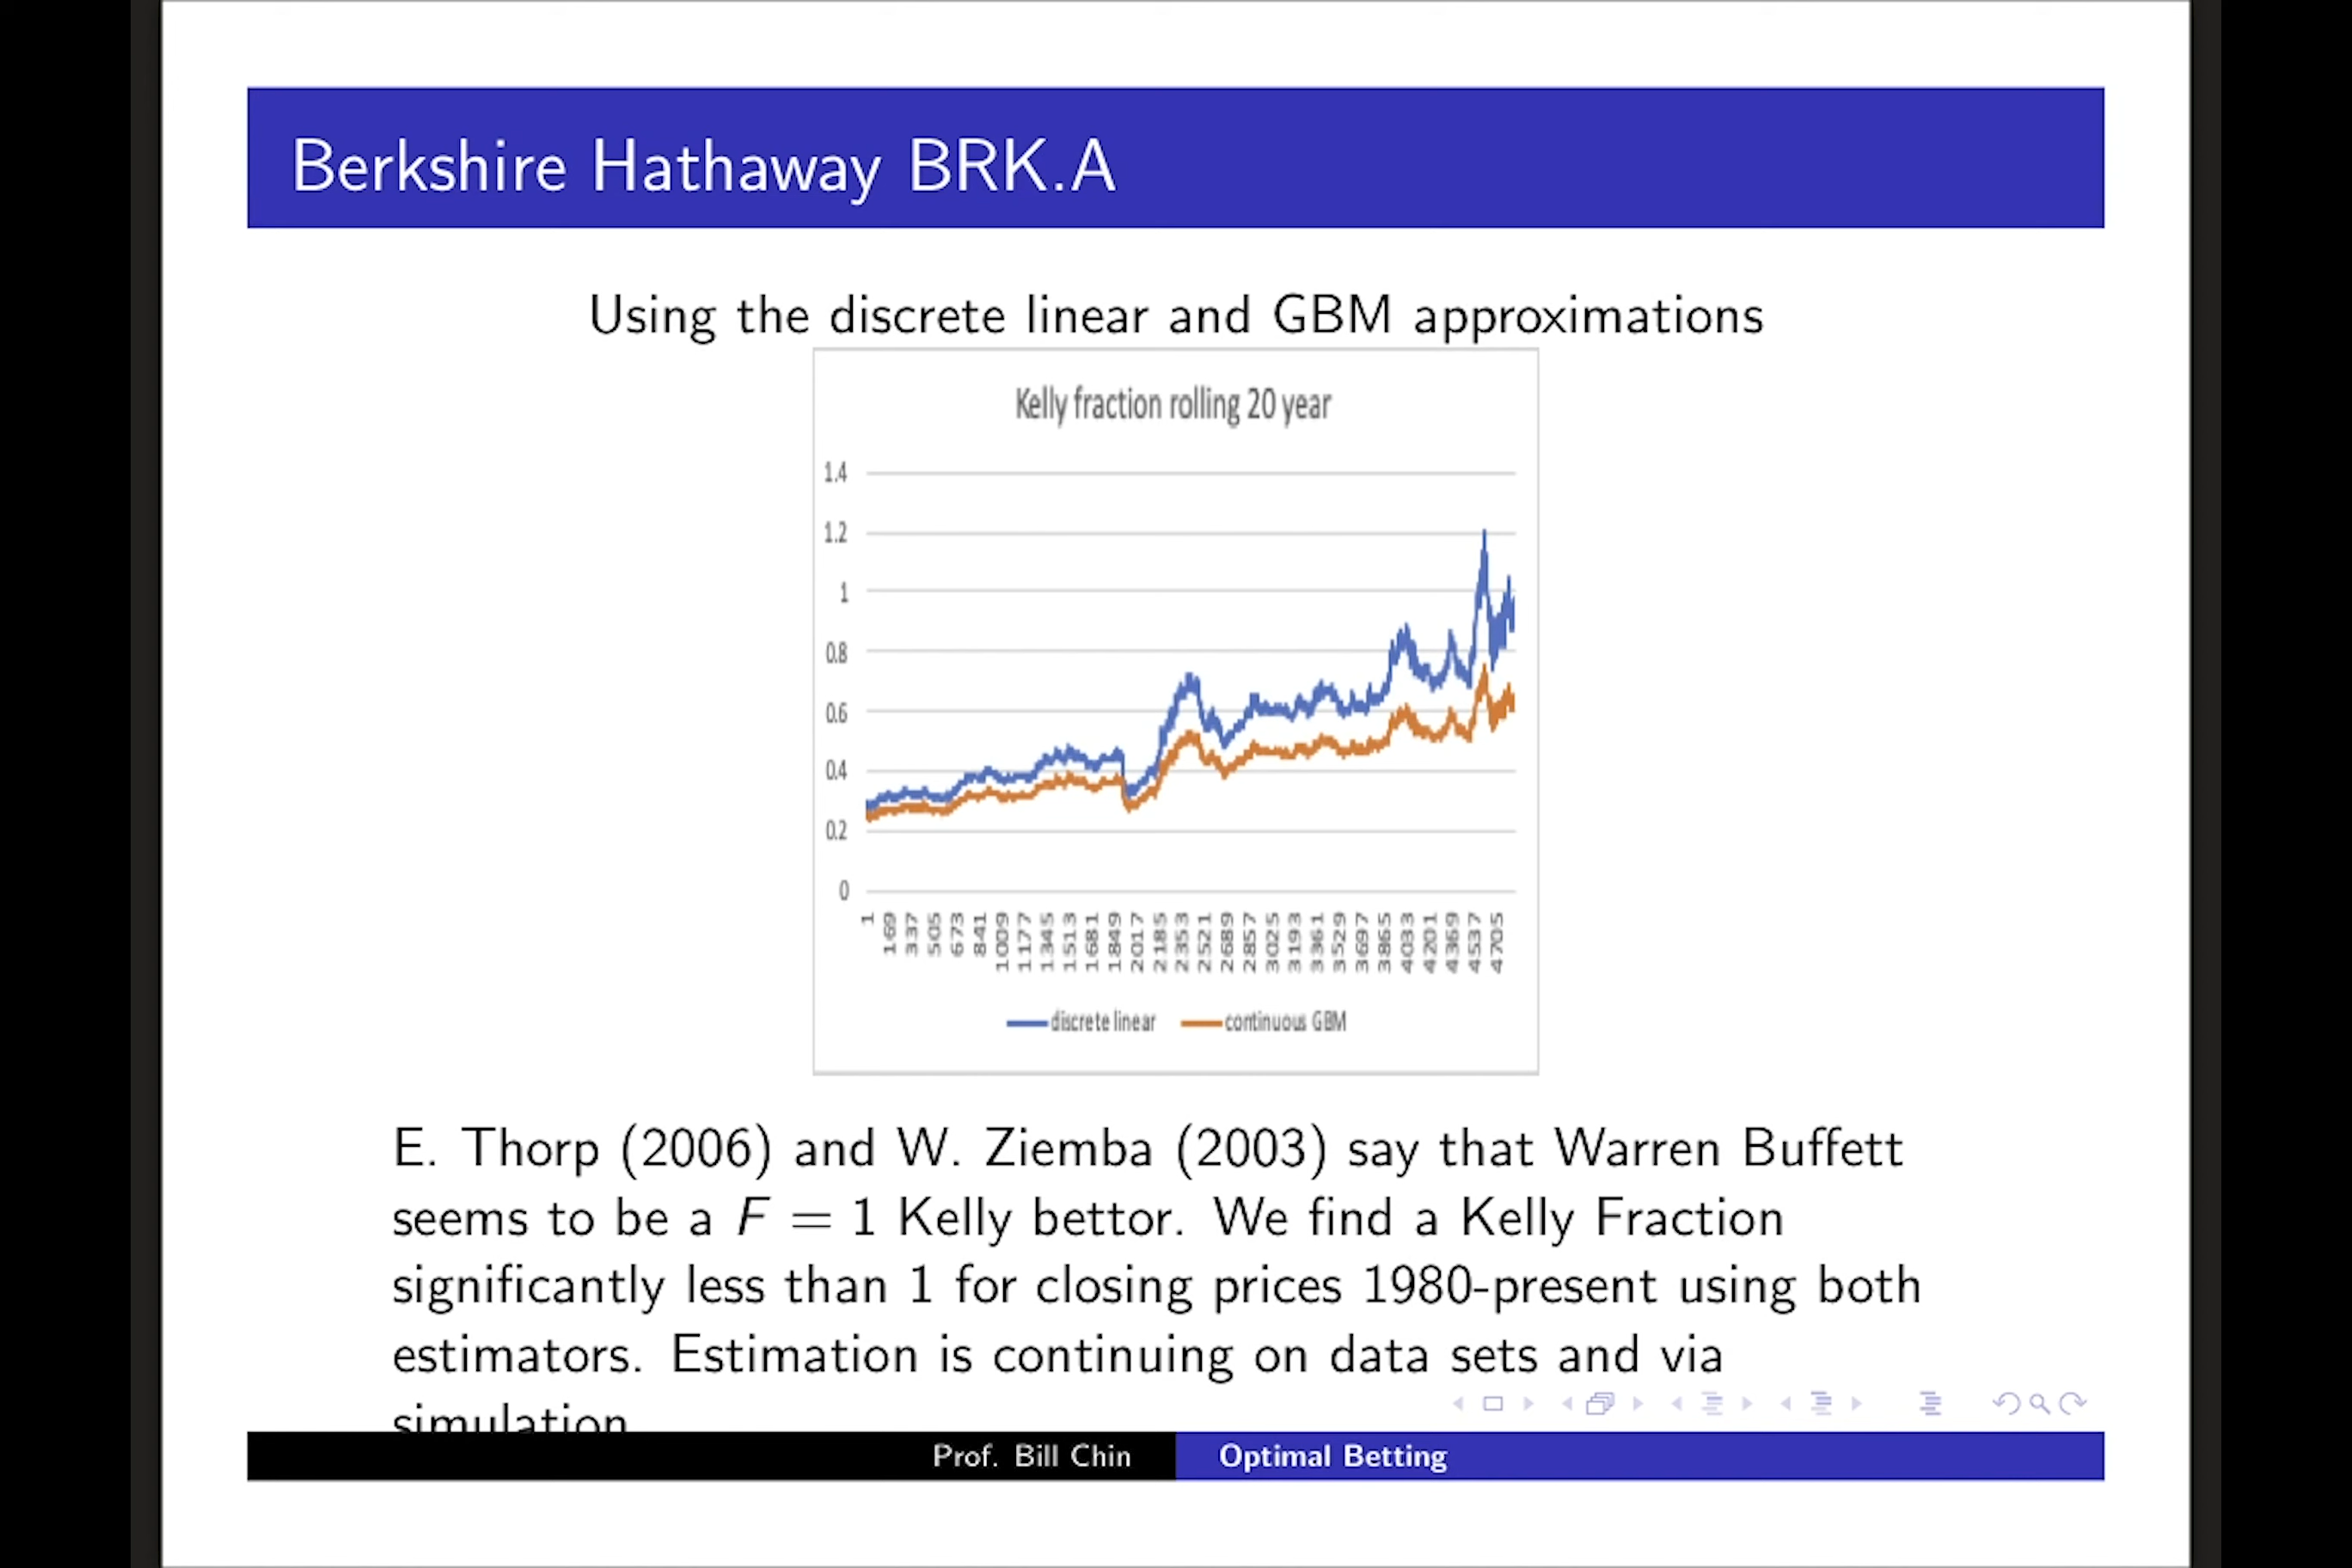 Berkshire Hathaway BRK.A
Using the discrete linear and GBM approximations
Kelly fraction rolling 20 year
1.4
1.2
1
0.8
0.6
0.4
0.2
0
1 169 337 505 673 841 1009 1177 1345 1513 1681 1849 2017 2185 2353 2521 2689 2857 3025 3193 3361 3529 3697 3865 4033 4201 4369 4537 4705
discrete linear continuous GBM
E. Thorp (2006) and W. Ziemba (2003) say that Warren Buffett
seems to be a F = 1 Kelly bettor. We find a Kelly Fraction
significantly less than 1 for closing prices 1980-present using both
estimators. Estimation is continuing on data sets and via
simulation
Prof. Bill Chin Optimal Betting